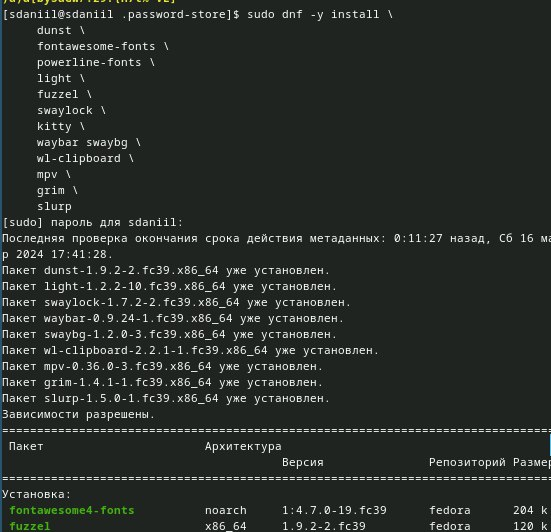 [sdaniil@sdaniil .password-store]$ sudo dnf -y install \
dunst \
fontawesome-fonts \
powerline-fonts \
light \
fuzzel \
swaylock \
kitty \
waybar swaybg \
wl-clipboard \
mpv \
grim \
slurp
[sudo] пароль для sdaniil:
Последняя проверка окончания срока действия метаданных: 0:11:27 назад, Сб 16 ма
р 2024 17:41:28.
Пакет dunst-1.9.2-2.fc39.x86_64 уже установлен.
Пакет light-1.2.2-10.fc39.x86_64 уже установлен.
Пакет swaylock-1.7.2-2.fc39.x86_64 уже установлен.
Пакет waybar-0.9.24-1.fc39.x86_64 уже установлен.
Пакет swaybg-1.2.0-3.fc39.x86_64 уже установлен.
Пакет wl-clipboard-2.2.1-1.fc39.x86_64 уже установлен.
Пакет mpv-0.36.0-3.fc39.x86_64 уже установлен.
Пакет grim-1.4.1-1.fc39.x86_64 уже установлен.
Пакет slurp-1.5.0-1.fc39.x86_64 уже установлен.
Зависимости разрешены.
================================================================================
Пакет Архитектура
Версия Репозиторий Размер
================================================================================
Установка:
fontawesome4-fonts noarch 1:4.7.0-19.fc39 fedora 204 k
fuzzel x86_64 1.9.2-2.fc39 fedora 120 k